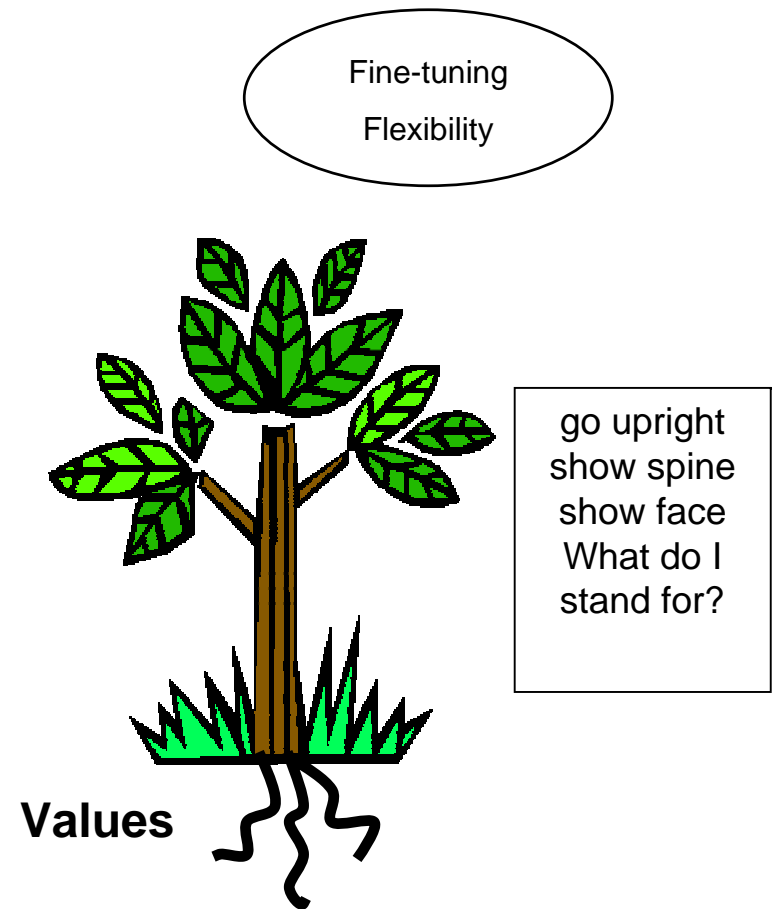 Fine-tuning
Flexibility
go upright
show spine
show face
What do I
stand for?
Values